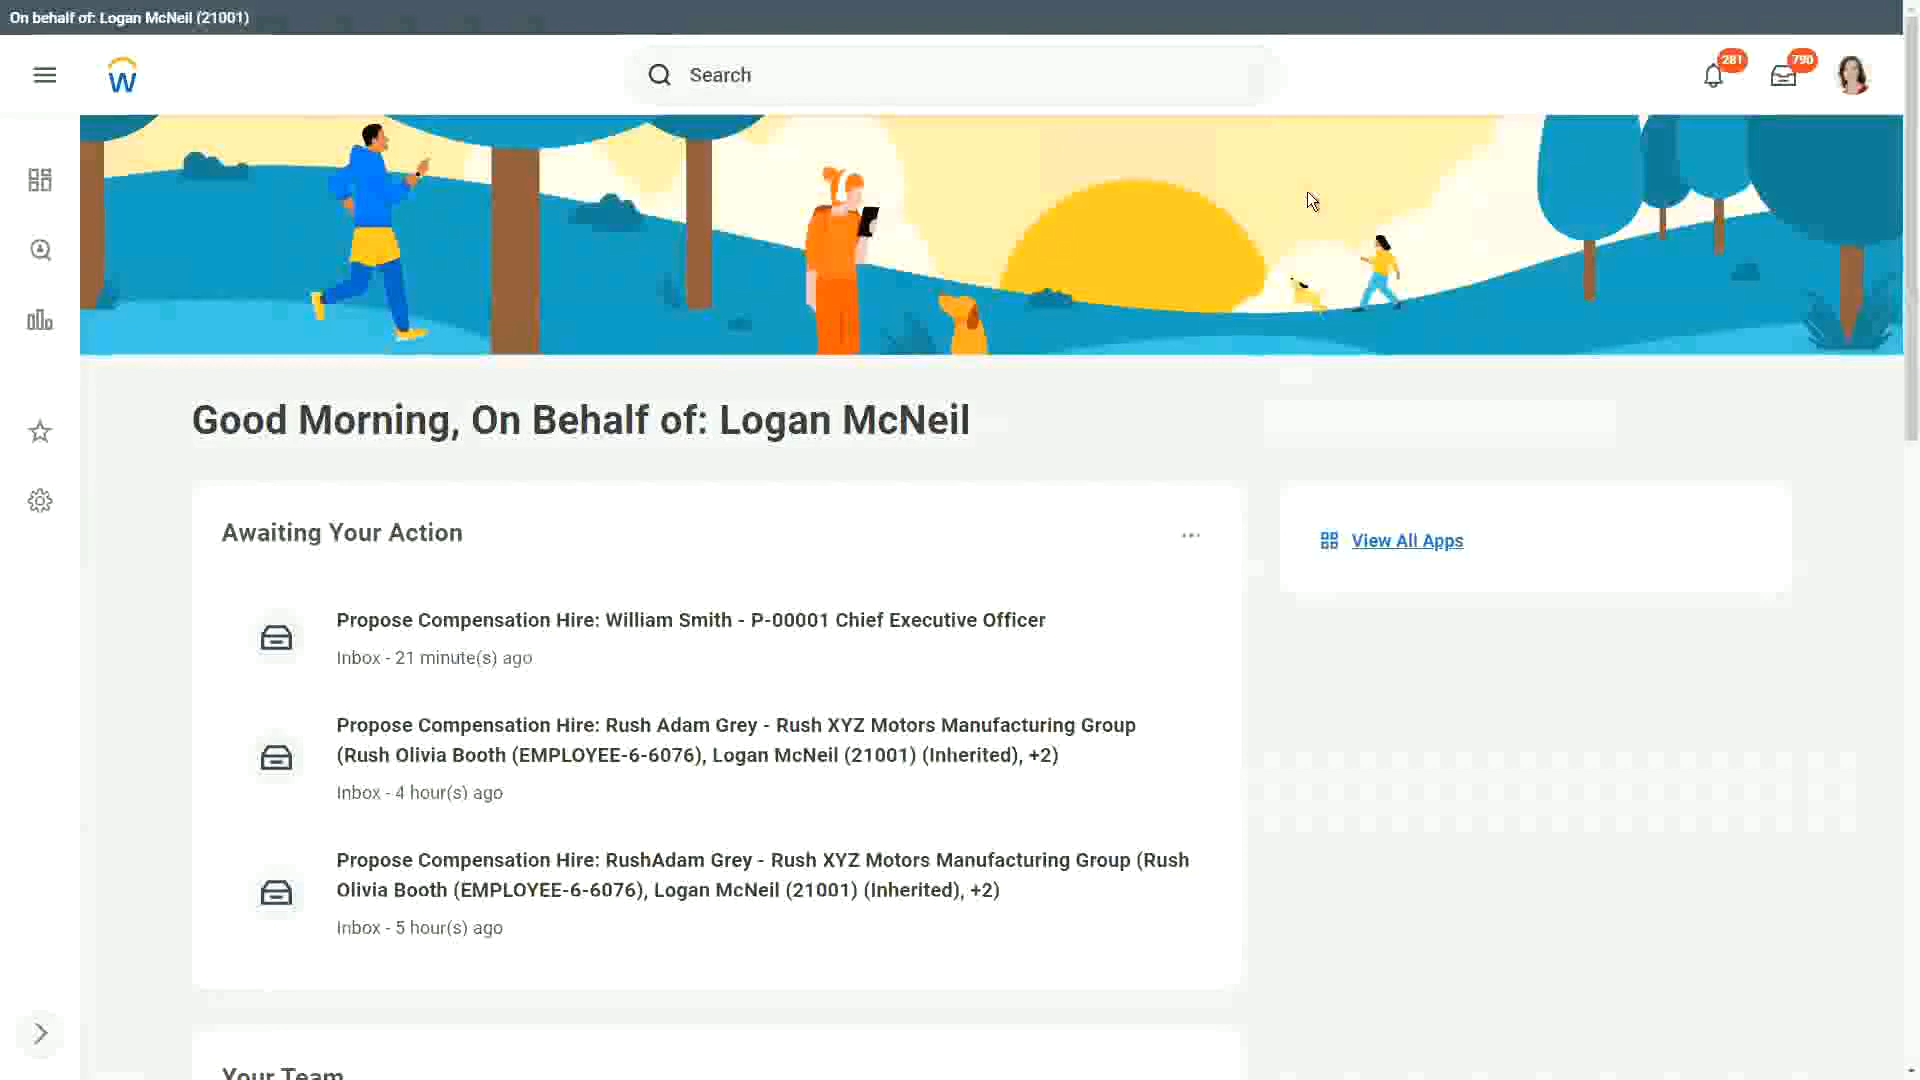 On behalf of: Logan McNeil (21001)
W
Search
281
790
Good Morning, On Behalf of: Logan McNeil
Awaiting Your Action
View All Apps
Propose Compensation Hire: William Smith - P-00001 Chief Executive Officer
Inbox - 21 minute(s) ago
Propose Compensation Hire: Rush Adam Grey - Rush XYZ Motors Manufacturing Group
(Rush Olivia Booth (EMPLOYEE-6-6076), Logan McNeil (21001) (Inherited), +2)
Inbox - 4 hour(s) ago
Propose Compensation Hire: RushAdam Grey - Rush XYZ Motors Manufacturing Group (Rush
Olivia Booth (EMPLOYEE-6-6076), Logan McNeil (21001) (Inherited), +2)
Inbox - 5 hour(s) ago
Your Team